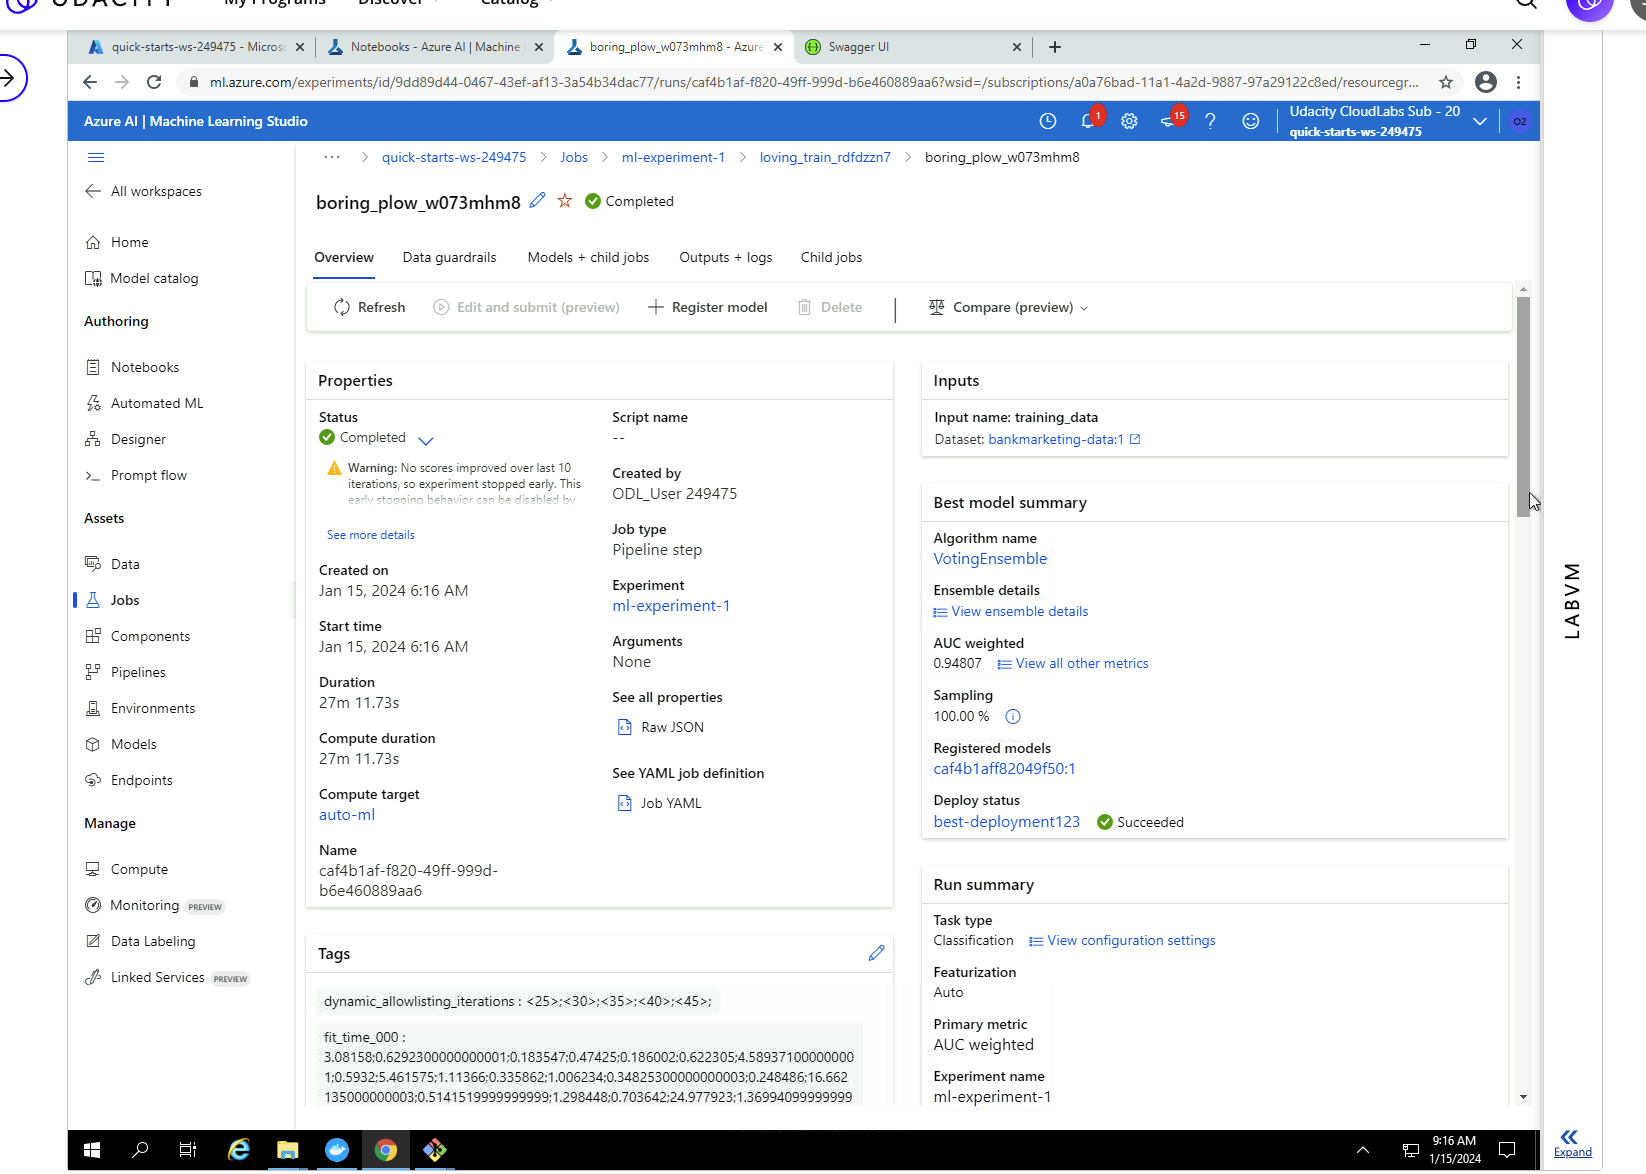 UDACITY
My Programs
Discover
Catalog
quick-starts-ws-249475 - Micros
Notebooks - Azure AI | Machine
boring_plow_w073mhm8 - Azure
Swagger UI
ml.azure.com/experiments/id/9dd89d44-0467-43ef-af13-3a54b34dac77/runs/caf4b1af-f820-49ff-999d-b6e460889aa6?wsid=/subscriptions/a0a76bad-11a1-4a2d-9887-97a29122c8ed/resourcegr...
Azure AI | Machine Learning Studio
1
15
Udacity CloudLabs Sub - 20
quick-starts-ws-249475
O2
All workspaces
Home
Model catalog
Authoring
Notebooks
Automated ML
Designer
Prompt flow
Assets
Data
Jobs
Components
Pipelines
Environments
Models
Endpoints
Manage
Compute
Monitoring PREVIEW
Data Labeling
Linked Services PREVIEW
... > quick-starts-ws-249475 > Jobs > ml-experiment-1 > loving_train_rdfdzzn7 > boring_plow_w073mhm8
boring_plow_w073mhm8
Completed
Overview
Data guardrails
Models + child jobs
Outputs + logs
Child jobs
Refresh
Edit and submit (preview)
Register model
Delete
Compare (preview)
Properties
Status
Completed
Warning: No scores improved over last 10
iterations, so experiment stopped early. This
early stopping behavior can be disabled by
See more details
Created on
Jan 15, 2024 6:16 AM
Start time
Jan 15, 2024 6:16 AM
Duration
27m 11.73s
Compute duration
27m 11.73s
Compute target
auto-ml
Name
caf4b1af-f820-49ff-999d-
b6e460889aa6
Script name
--
Created by
ODL_User 249475
Job type
Pipeline step
Experiment
ml-experiment-1
Arguments
None
See all properties
Raw JSON
See YAML job definition
Job YAML
Tags
dynamic_allowlisting_iterations : <25>;<30>;<35>;<40>;<45>;
fit_time_000 :
3.08158;0.6292300000000001;0.183547;0.47425;0.186002;0.622305;4.58937100000000
1;0.5932;5.461575;1.11366;0.335862;1.006234;0.34825300000000003;0.248486;16.662
135000000003;0.5141519999999999;1.298448;0.703642;24.977923;1.36994099999999
Inputs
Input name: training_data
Dataset: bankmarketing-data:1
Best model summary
Algorithm name
VotingEnsemble
Ensemble details
View ensemble details
AUC weighted
0.94807
View all other metrics
Sampling
100.00 %
Registered models
caf4b1aff82049f50:1
Deploy status
best-deployment123
Succeeded
Run summary
Task type
Classification
View configuration settings
Featurization
Auto
Primary metric
AUC weighted
Experiment name
ml-experiment-1
LABVM
Expand
9:16 AM
1/15/2024